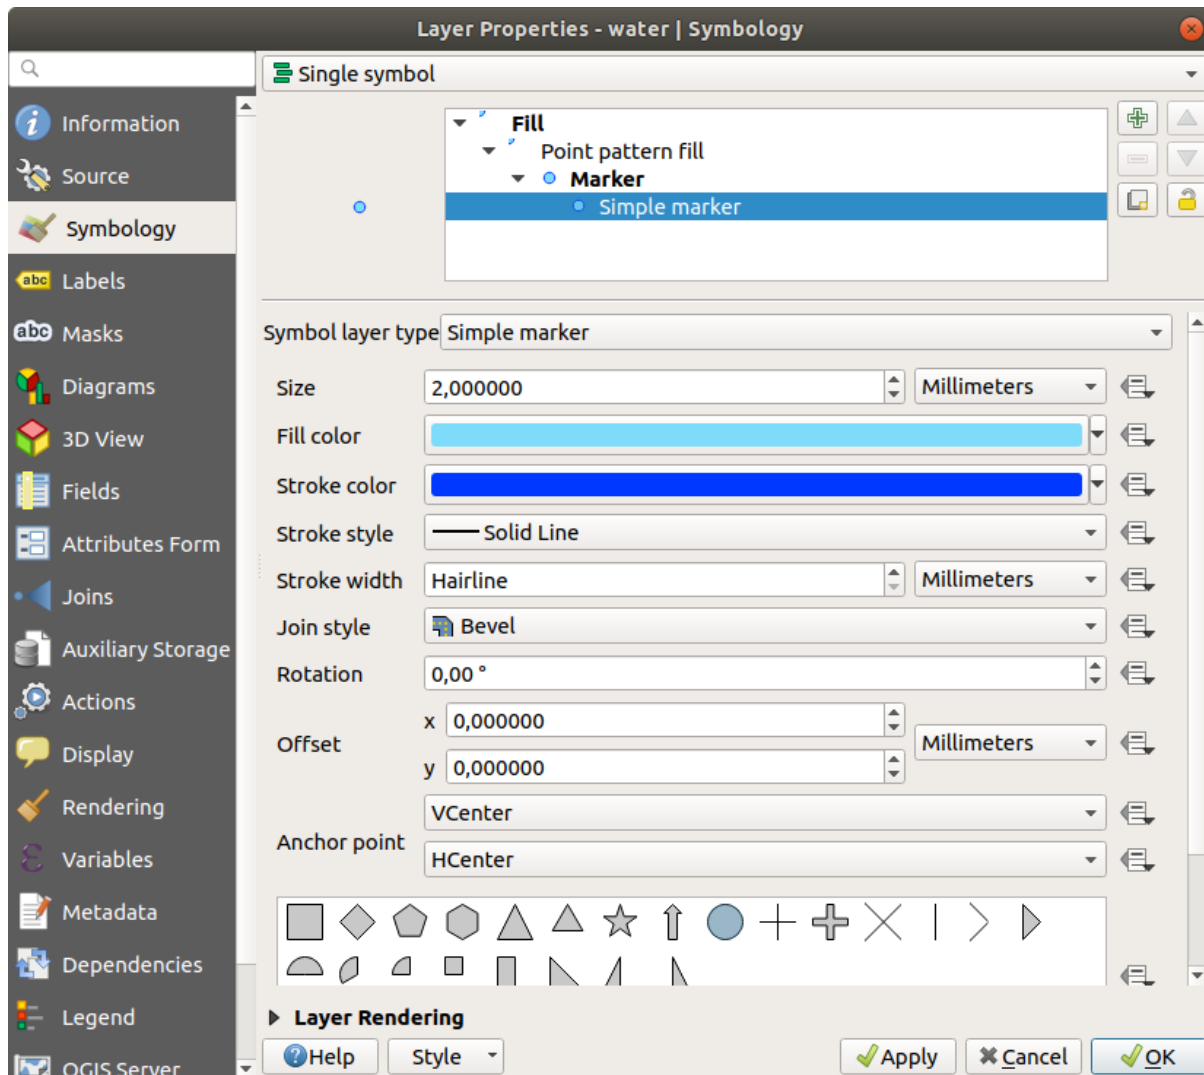 Layer Properties - water | Symbology
Single symbol
Information
Source
Symbology
abc Labels
abc Masks
Diagrams
3D View
Fields
Attributes Form
Joins
Auxiliary Storage
Actions
Display
Rendering
Variables
Metadata
Dependencies
Legend
QGIS Server
Fill
Point pattern fill
Marker
Simple marker
Symbol layer type Simple marker
Size 2,000000 Millimeters
Fill color
Stroke color
Stroke style Solid Line
Stroke width Hairline Millimeters
Join style Bevel
Rotation 0,00 °
Offset x 0,000000 Millimeters
y 0,000000
Anchor point VCenter
HCenter
Layer Rendering
Help Style Apply Cancel OK